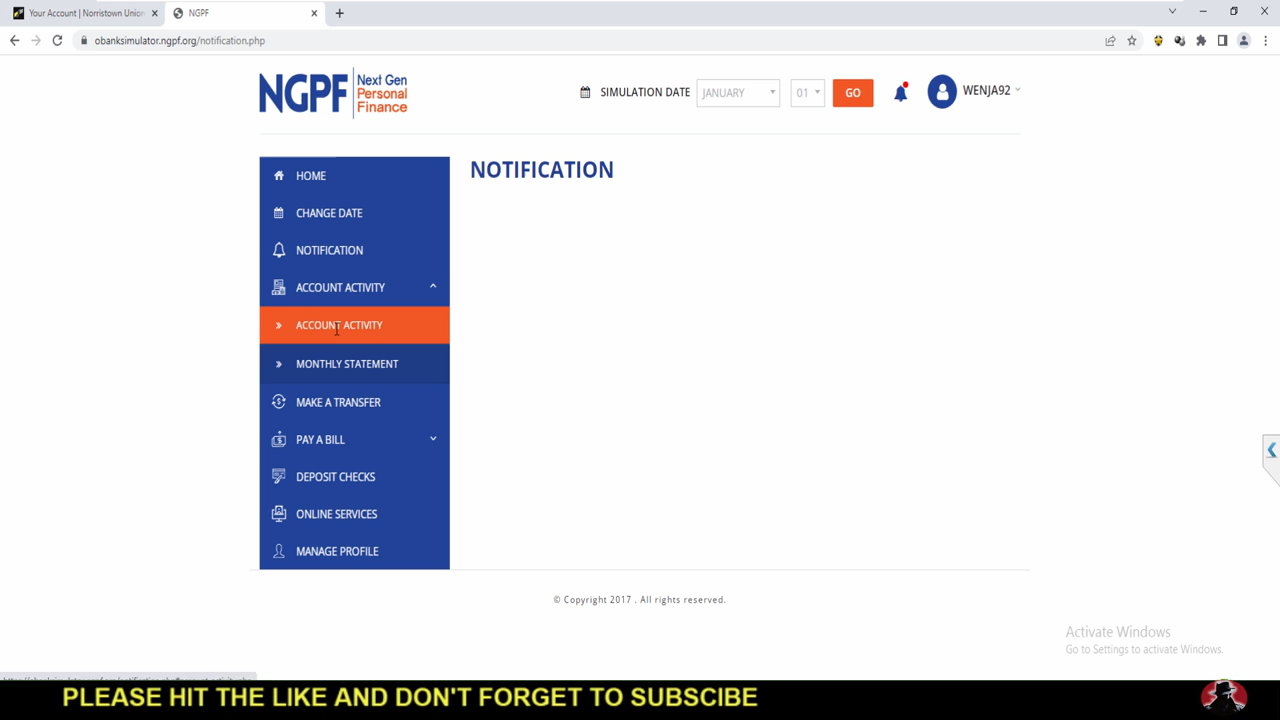 Your Account | Norristown Union
NGPF
obanksimulator.ngpf.org/notification.php
NGPF Next Gen Personal Finance
SIMULATION DATE JANUARY 01 GO WENJA92
HOME
CHANGE DATE
NOTIFICATION
ACCOUNT ACTIVITY
ACCOUNT ACTIVITY
MONTHLY STATEMENT
MAKE A TRANSFER
PAY A BILL
DEPOSIT CHECKS
ONLINE SERVICES
MANAGE PROFILE
NOTIFICATION
© Copyright 2017 . All rights reserved.
Activate Windows
Go to Settings to activate Windows.
PLEASE HIT THE LIKE AND DON'T FORGET TO SUBSCIBE